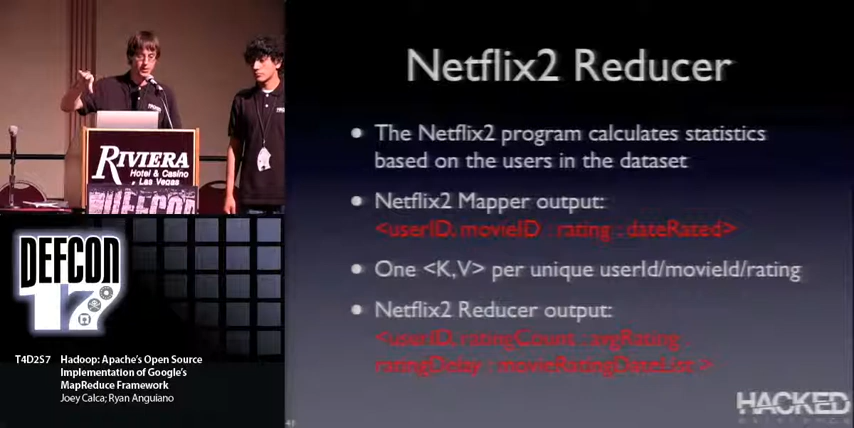 Netflix2 Reducer
• The Netflix2 program calculates statistics
based on the users in the dataset
• Netflix2 Mapper output:
<userID, movieID : rating : dateRated>
• One <K,V> per unique userId/movieId/rating
• Netflix2 Reducer output:
<userID, ratingCount : avgRating :
ratingDelay : movieRatingDateList >
HACKED
RIVIERA
Hotel & Casino
Las Vegas
DEFCON
DEFCON
17
T4D2S7 Hadoop: Apache's Open Source
Implementation of Google's
MapReduce Framework
Joey Calca; Ryan Anguiano